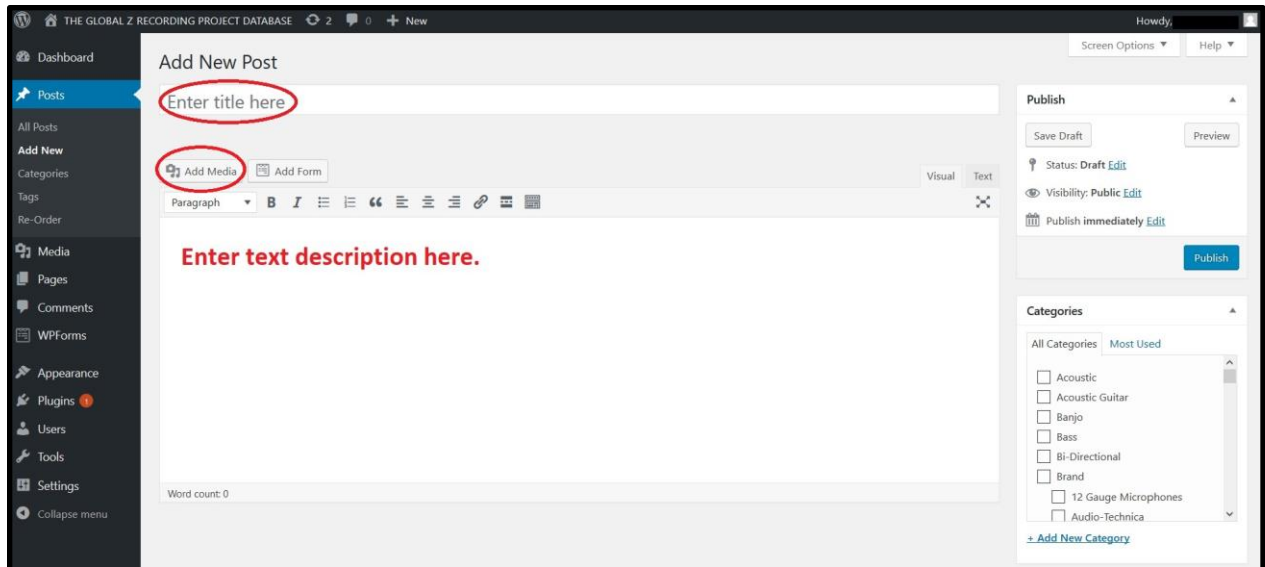 THE GLOBAL Z RECORDING PROJECT DATABASE 2 0 + New Howdy,
Screen Options ▼ Help ▼
Dashboard
Posts
All Posts
Add New
Categories
Tags
Re-Order
Media
Pages
Comments
WPForms
Appearance
Plugins 1
Users
Tools
Settings
Collapse menu
Add New Post
Enter title here
Add Media Add Form
Visual Text
Paragraph ▼ B I
Enter text description here.
Word count: 0
Publish
Save Draft Preview
Status: Draft Edit
Visibility: Public Edit
Publish immediately Edit
Publish
Categories
All Categories Most Used
Acoustic
Acoustic Guitar
Banjo
Bass
Bi-Directional
Brand
12 Gauge Microphones
Audio-Technica
+ Add New Category